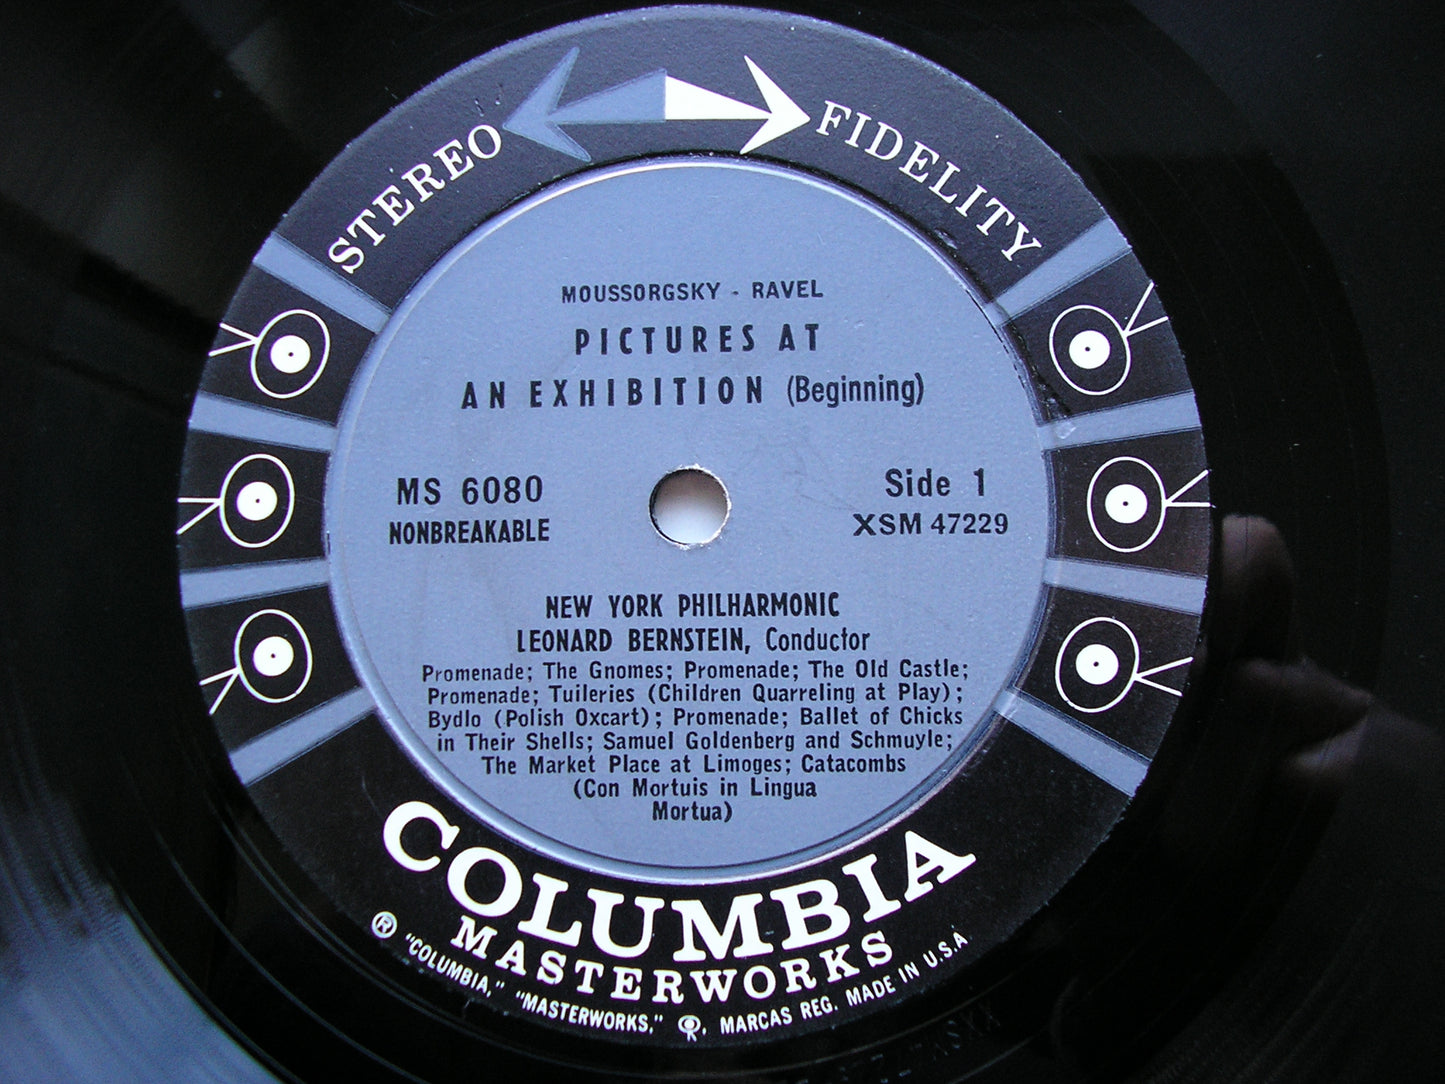 STEREO FIDELITY
MOUSSORGSKY - RAVEL
PICTURES AT
AN EXHIBITION (Beginning)
MS 6080
NONBREAKABLE
Side 1
XSM 47229
NEW YORK PHILHARMONIC
LEONARD BERNSTEIN, Conductor
Promenade; The Gnomes; Promenade; The Old Castle;
Promenade; Tuileries (Children Quarreling at Play);
Bydlo (Polish Oxcart); Promenade; Ballet of Chicks
in Their Shells; Samuel Goldenberg and Schmuyle;
The Market Place at Limoges; Catacombs
(Con Mortuis in Lingua
Mortua)
COLUMBIA
MASTERWORKS
® "COLUMBIA," "MASTERWORKS," , MARCAS REG. MADE IN U.S.A